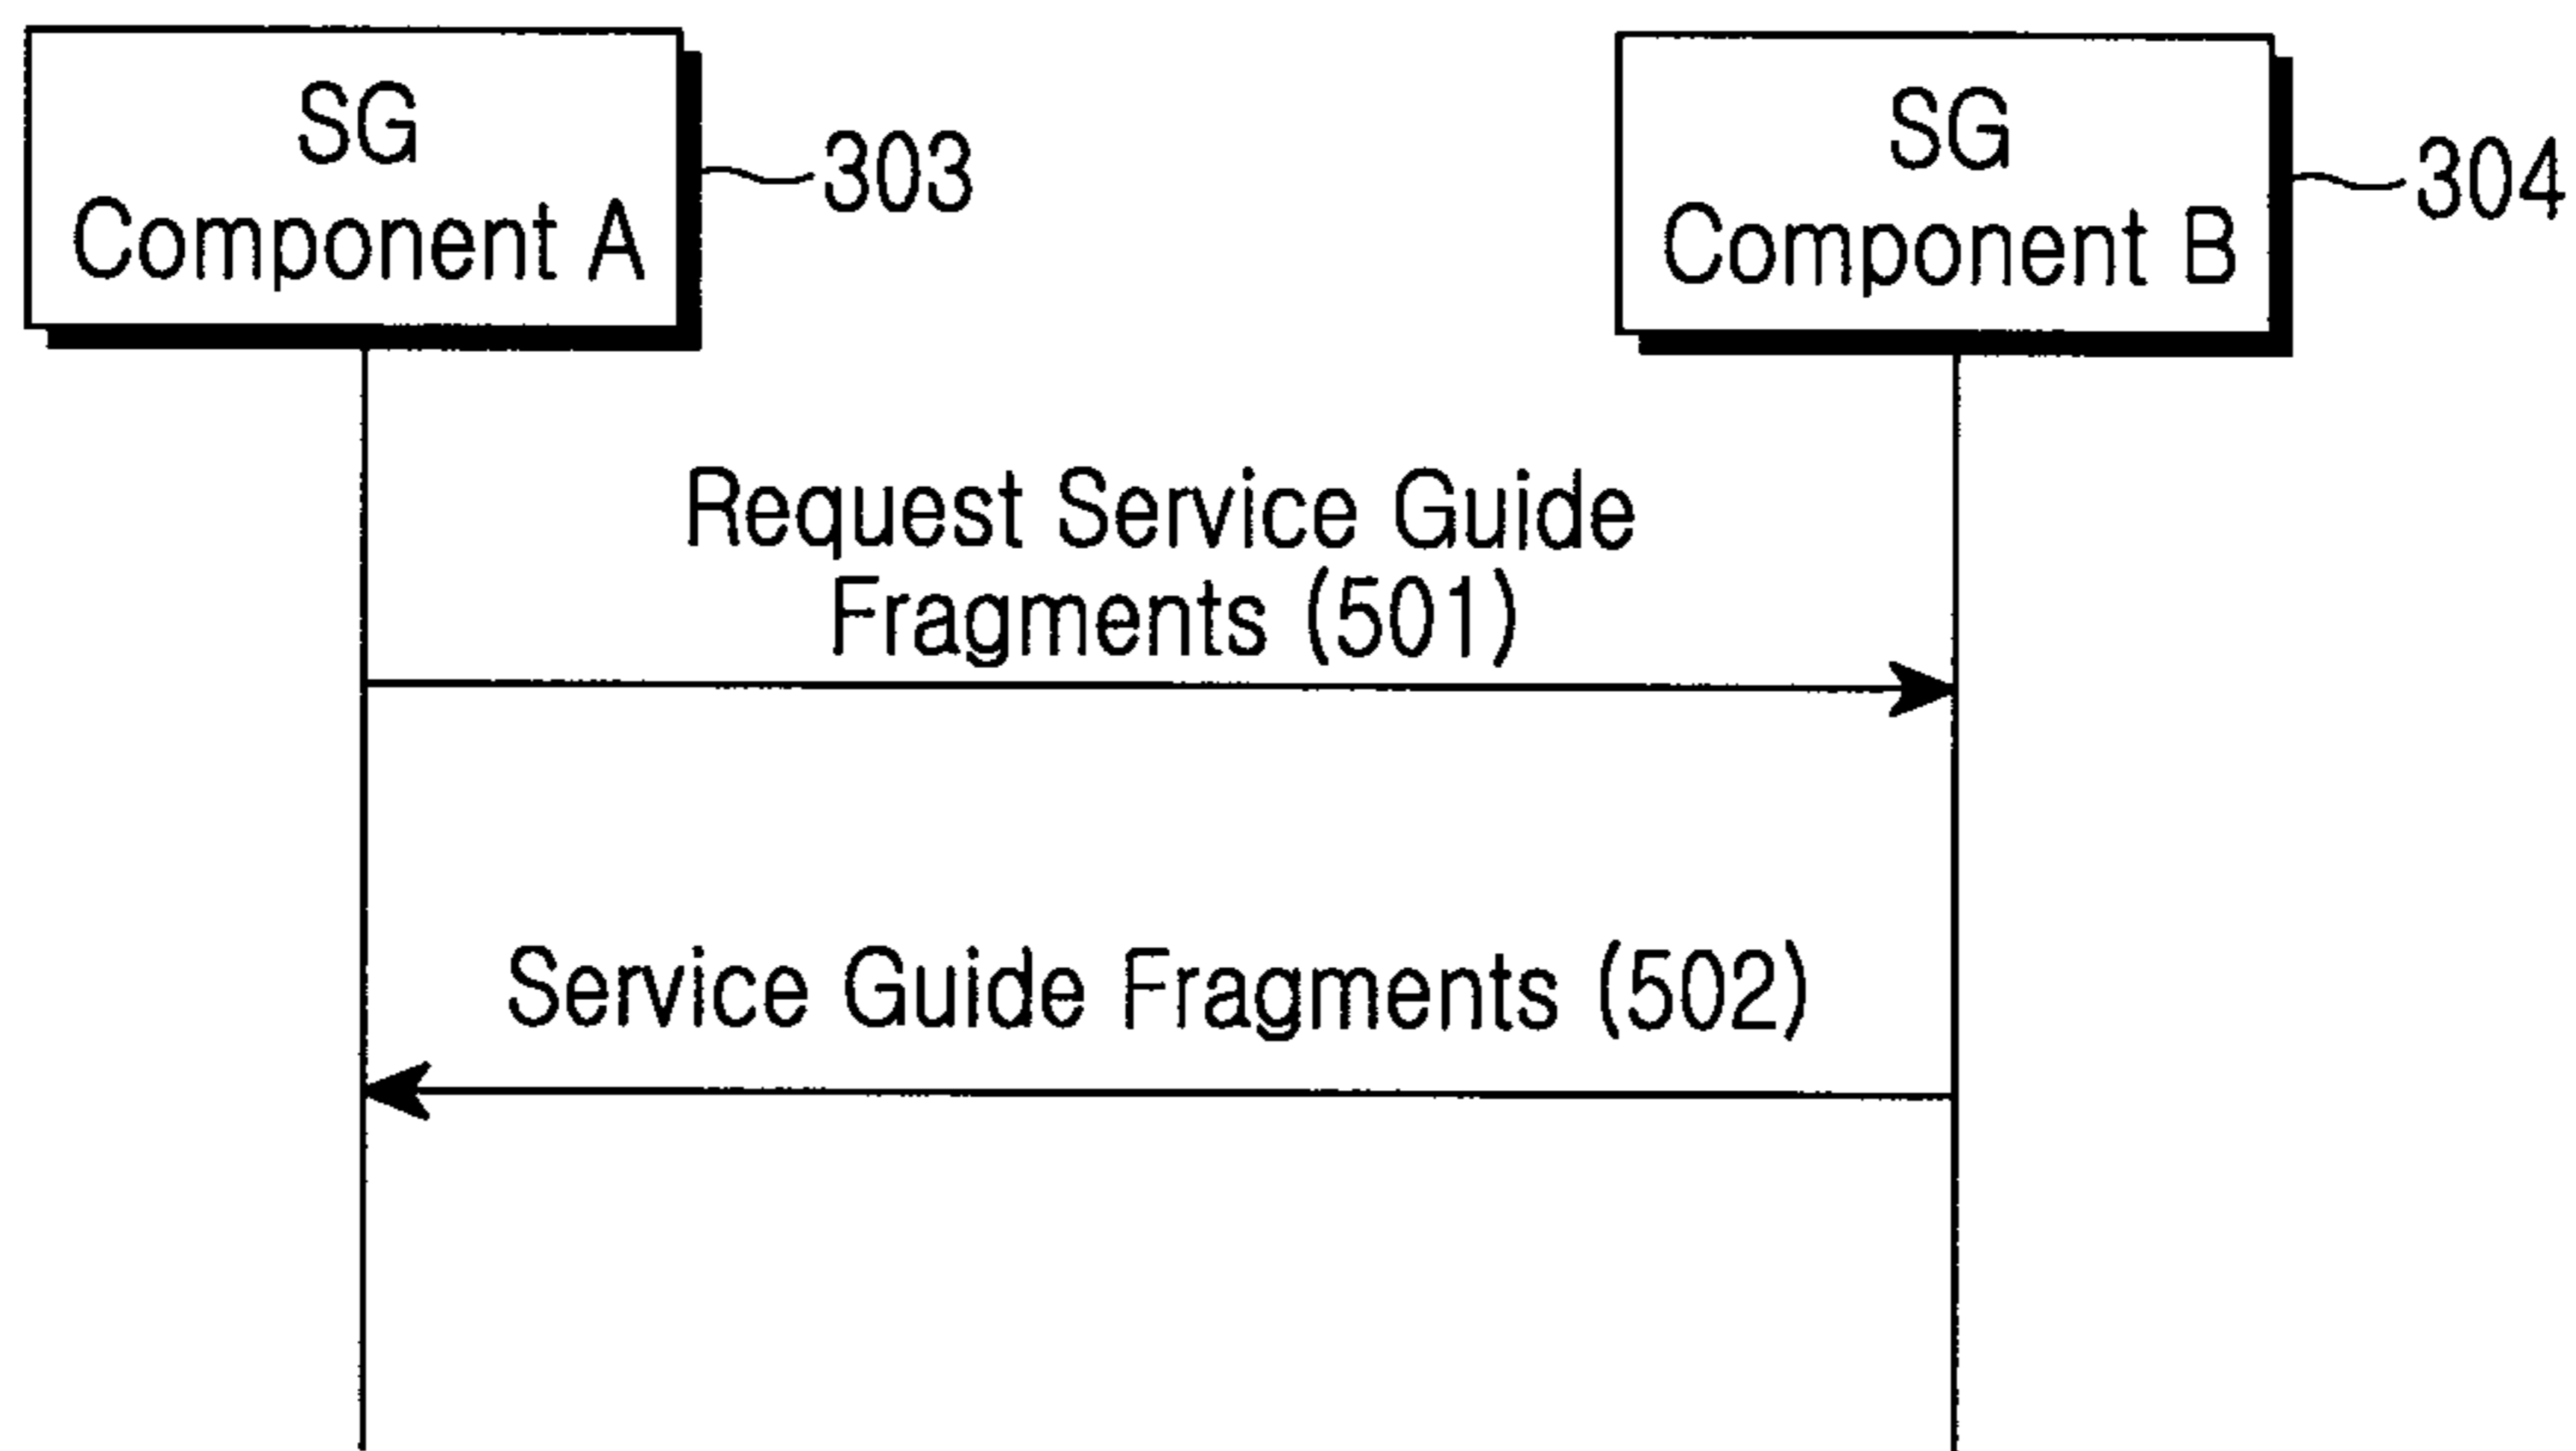 SG
Component A
303
SG
Component B
304
Request Service Guide
Fragments (501)
Service Guide Fragments (502)